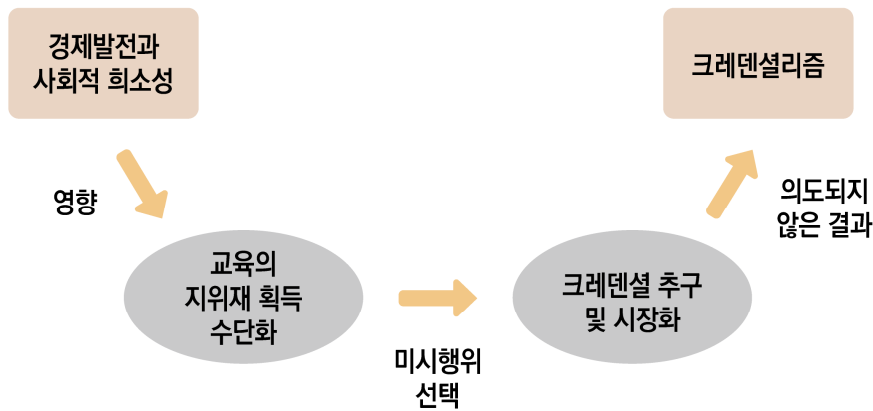 경제발전과
사회적 희소성
크레덴셜리즘
영향
의도되지
않은 결과
교육의
지위재 획득
수단화
크레덴셜 추구
및 시장화
미시행위
선택